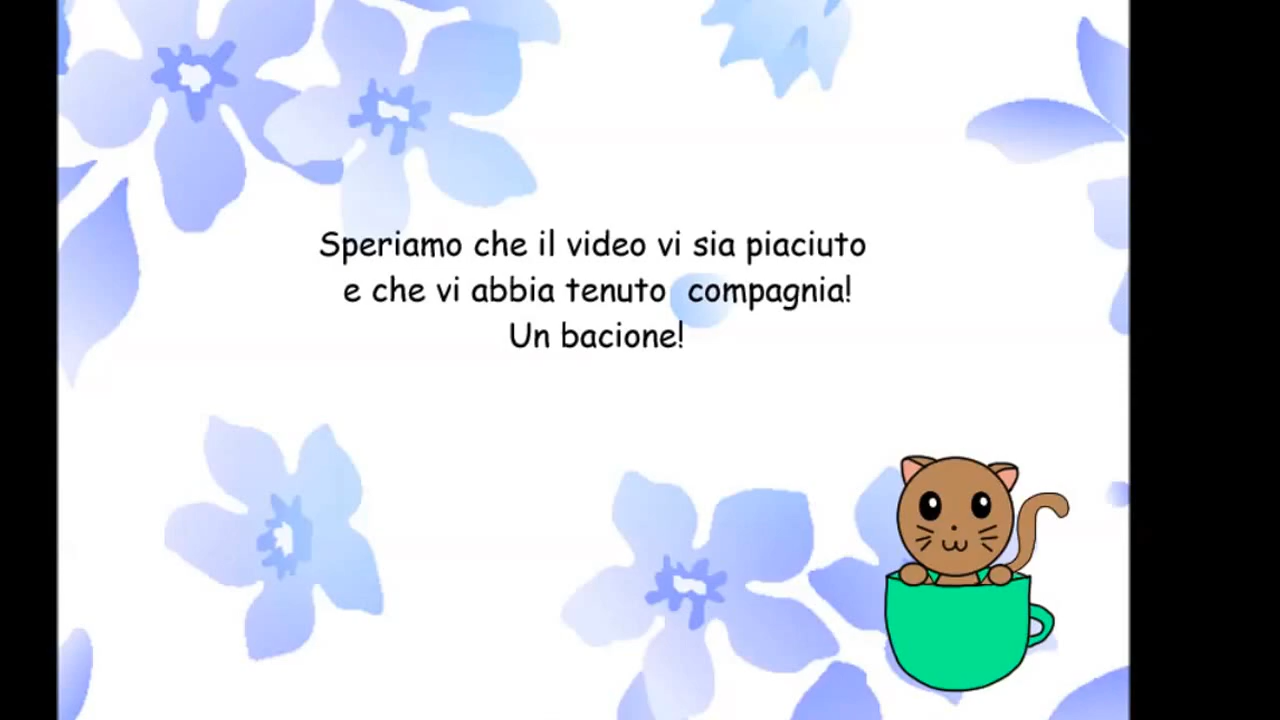 Speriamo che il video vi sia piaciuto
e che vi abbia tenuto compagnia!
Un bacione!